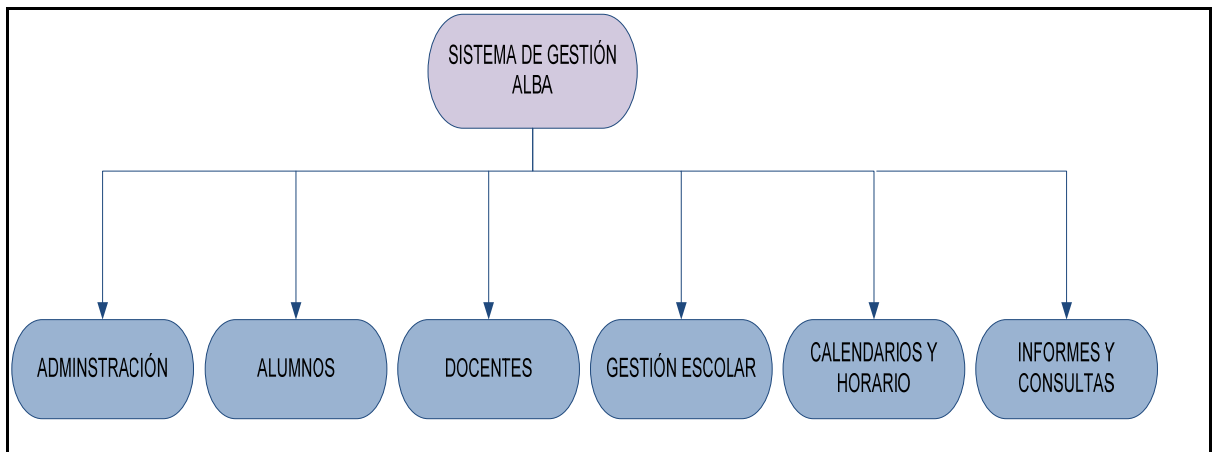 SISTEMA DE GESTIÓN
ALBA
ADMINSTRACIÓN
ALUMNOS
DOCENTES
GESTIÓN ESCOLAR
CALENDARIOS Y
HORARIO
INFORMES Y
CONSULTAS